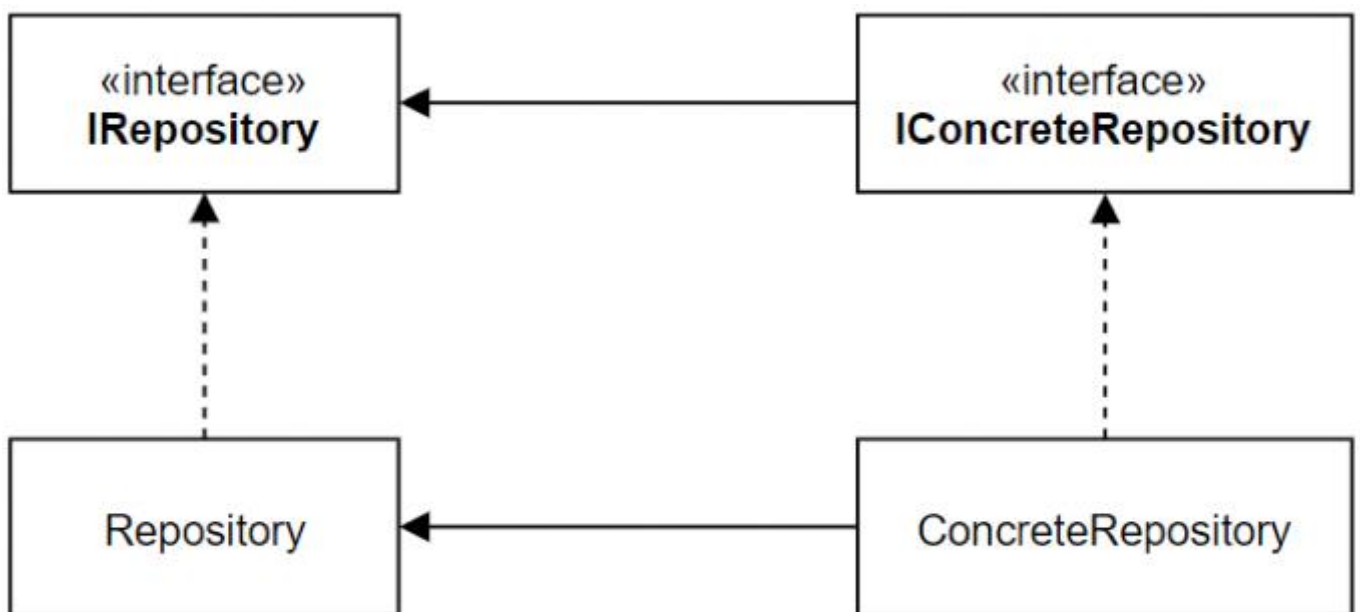 «interface»
IRepository
«interface»
IConcreteRepository
Repository
ConcreteRepository